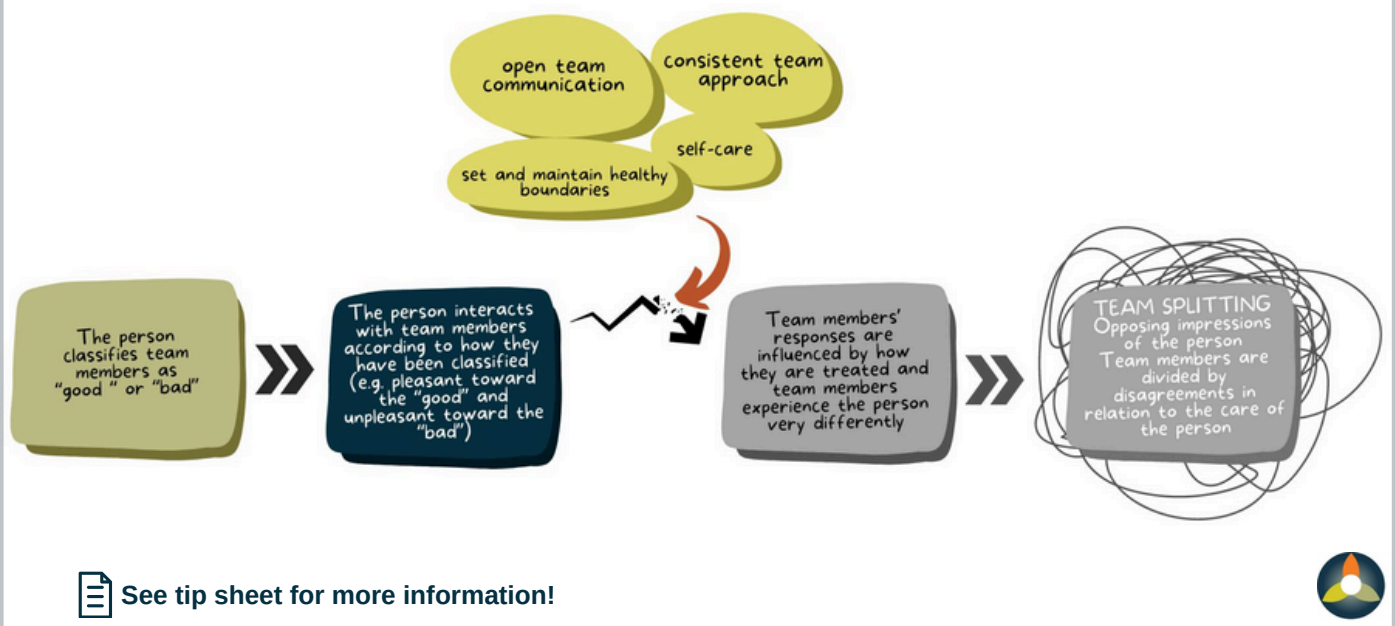 open team
communication
consistent team
approach
self-care
set and maintain healthy
boundaries
The person
classifies team
members as
“good “ or “bad”
The person interacts
with team members
according to how they
have been classified
(e.g. pleasant toward
the “good” and
unpleasant toward the
“bad”)
Team members’
responses are
influenced by how
they are treated and
team members
experience the person
very differently
TEAM SPLITTING
Opposing impressions
of the person
Team members are
divided by
disagreements in
relation to the care of
the person
See tip sheet for more information!